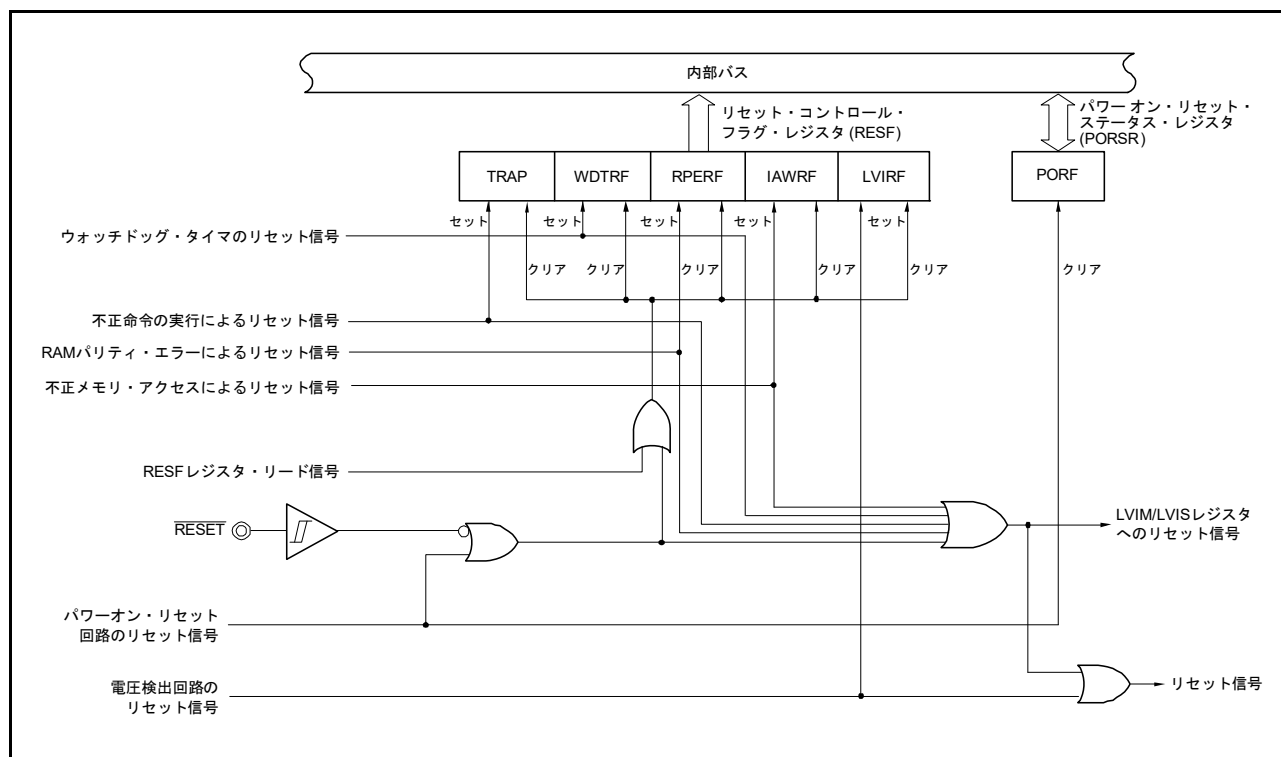 内部バス
リセット・コントロール・
フラグ・レジスタ (RESF)
パワー オン・リセット・
ステータス・レジスタ
(PORSR)
TRAP
WDTRF
RPERF
IAWRF
LVIRF
PORF
セット
セット
セット
セット
セット
ウォッチドッグ・タイマのリセット信号
クリア
クリア
クリア
クリア
クリア
不正命令の実行によるリセット信号
RAMパリティ・エラーによるリセット信号
不正メモリ・アクセスによるリセット信号
RESFレジスタ・リード信号
RESET
LVIM/LVISレジスタ
へのリセット信号
パワーオン・リセット
回路のリセット信号
電圧検出回路の
リセット信号
リセット信号